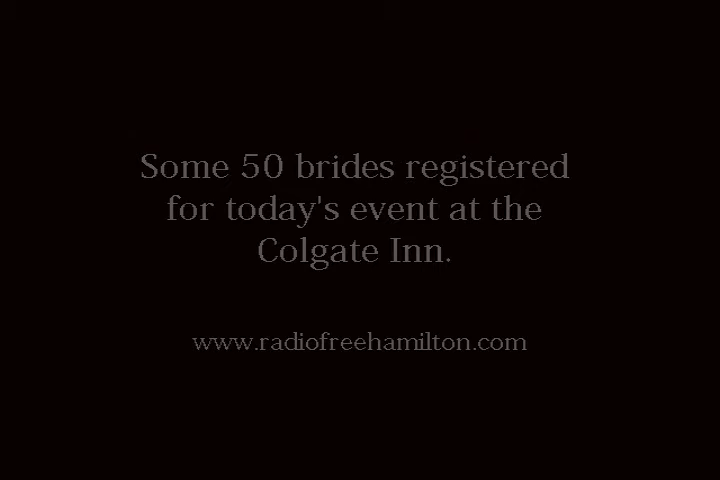 Some 50 brides registered
for today's event at the
Colgate Inn.
www.radiofreehamilton.com